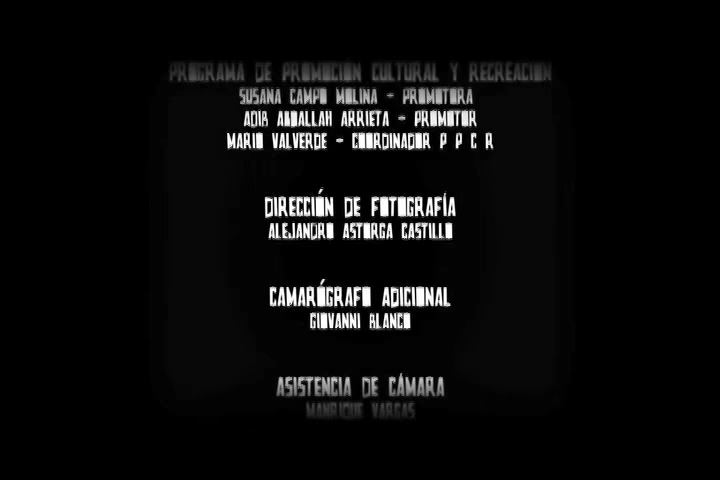 PROGRAMA DE PROMOCIÓN CULTURAL Y RECREACION
SUSANA CAMPO MOLINA - PROMOTORA
ADIB ABDALLAH ARRIETA - PROMOTOR
MARIO VALVERDE - COORDINADOR P P C R
DIRECCIÓN DE FOTOGRAFÍA
ALEJANDRO ASTORGA CASTILLO
CAMARÓGRAFO ADICIONAL
GIOVANNI BLANCO
ASISTENCIA DE CÁMARA
MANRIQUE VARGAS